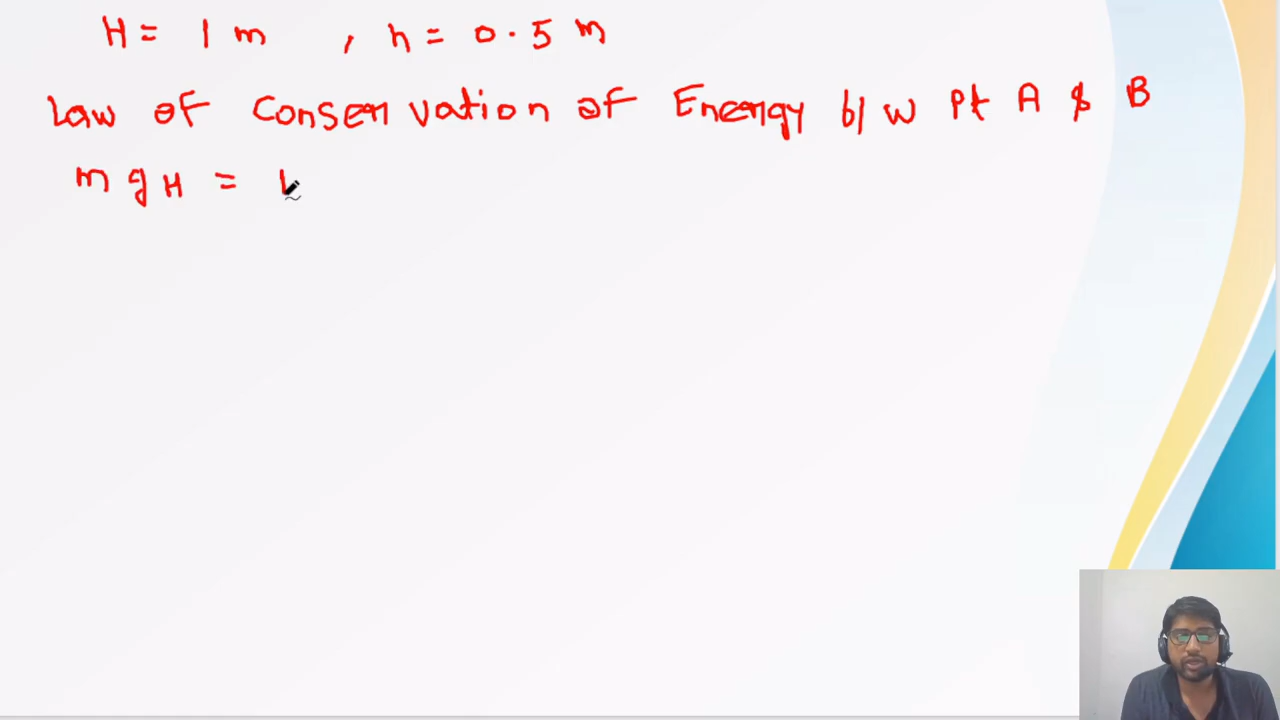 H = 1 m , h = 0.5 m
Law of Conservation of Energy b/w Pt A & B
m g H =